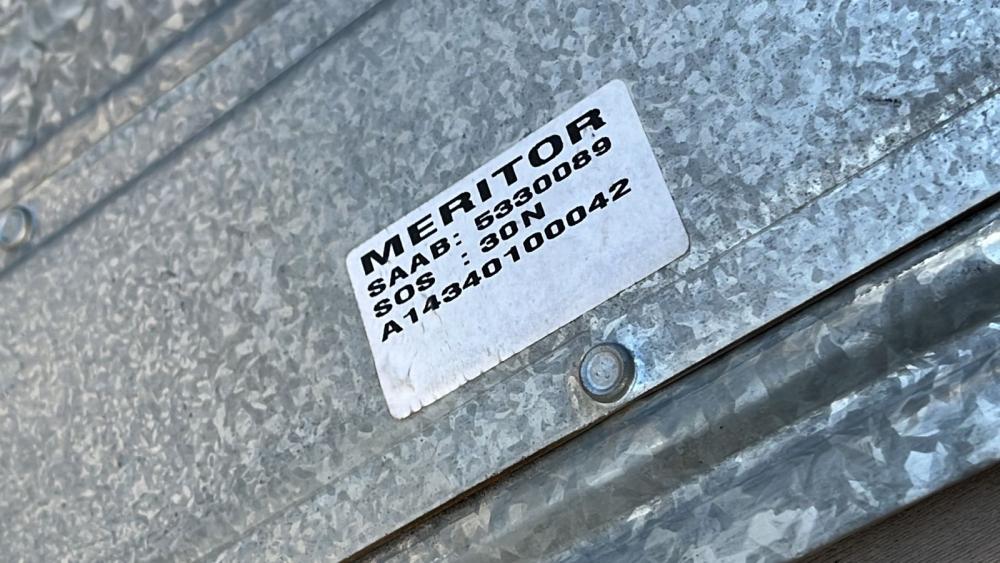 MERITOR
SAAB: 5330089
SOS : 30N
A14340100042